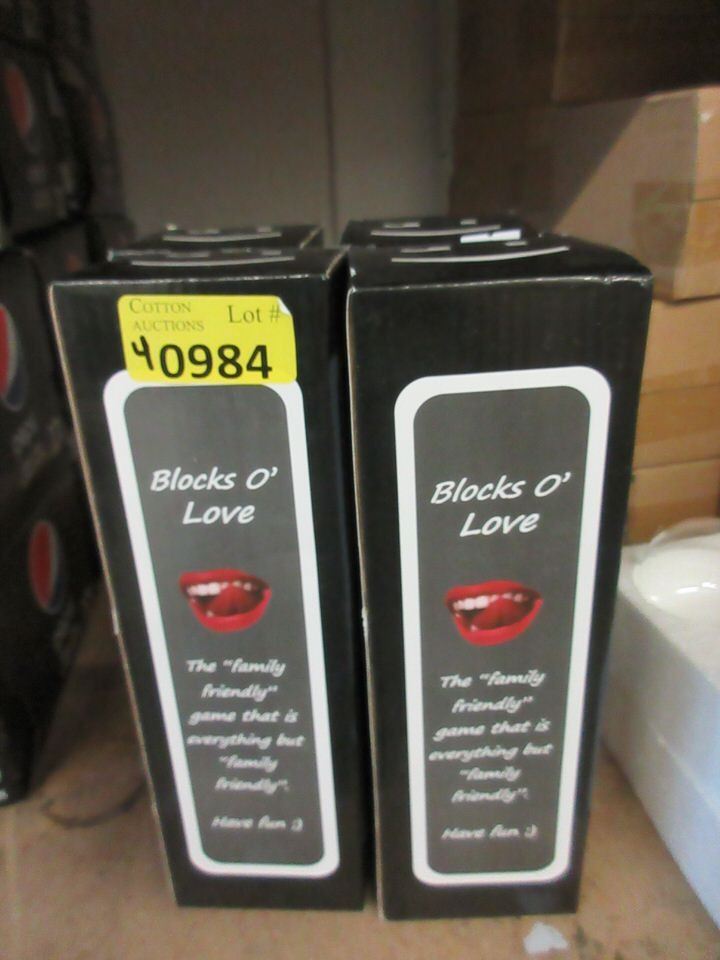 COTTON
AUCTIONS
Lot #
40984
Blocks O'
Love
The "family
friendly"
game that is
everything but
"family
friendly".
Have fun :)
Blocks O'
Love
The "family
friendly"
game that is
everything but
"family
friendly".
Have fun :)